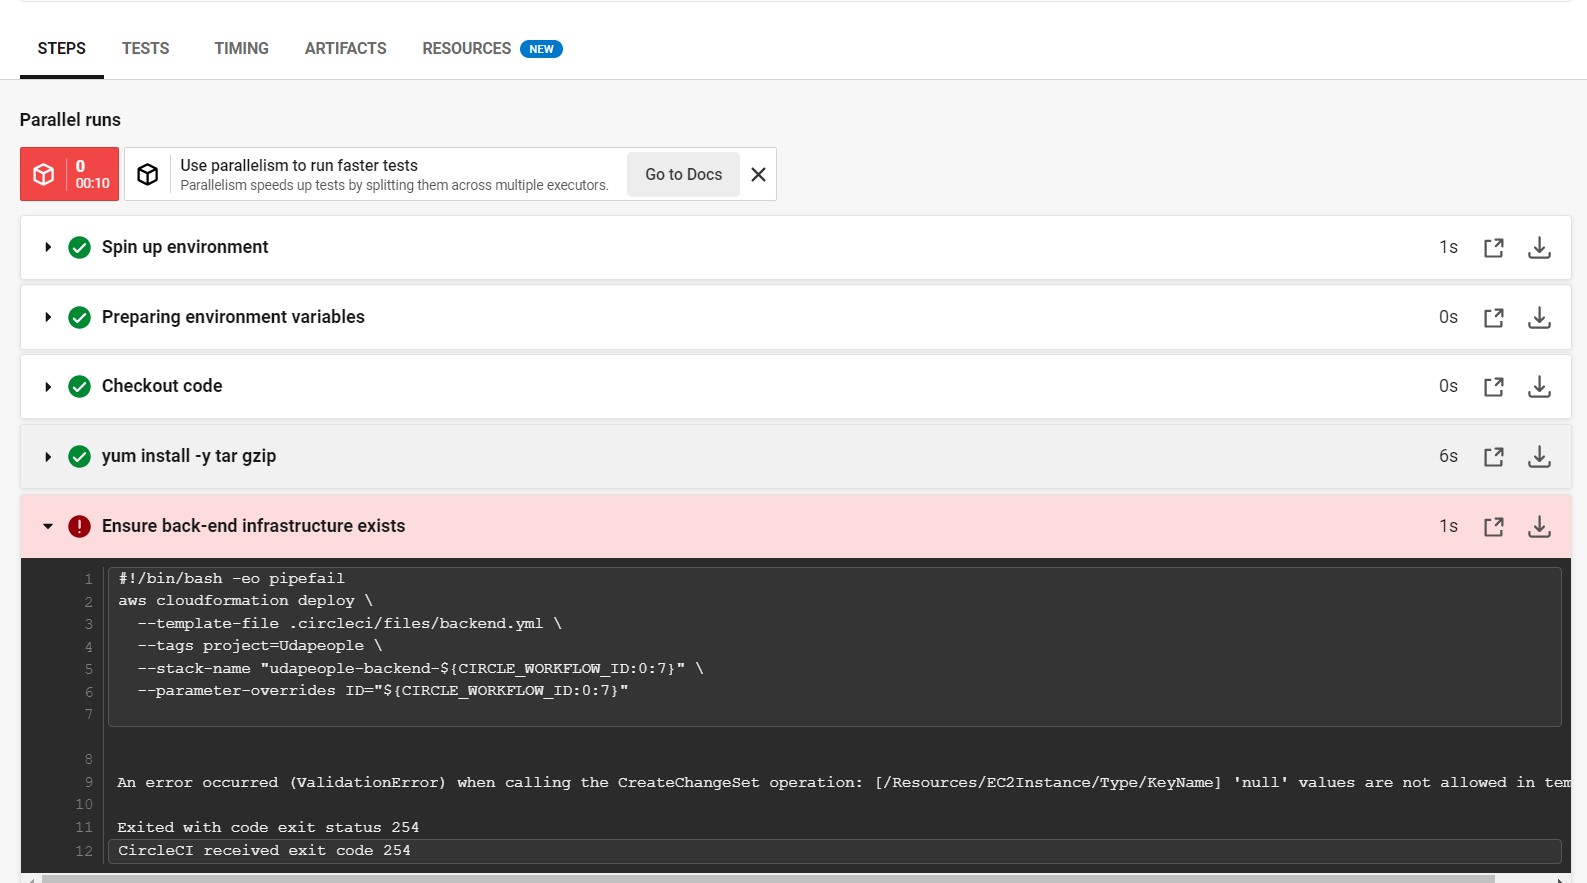 STEPS TESTS TIMING ARTIFACTS RESOURCES NEW
Parallel runs
0
00:10
Use parallelism to run faster tests
Parallelism speeds up tests by splitting them across multiple executors.
Go to Docs
Spin up environment 1s
Preparing environment variables 0s
Checkout code 0s
yum install -y tar gzip 6s
Ensure back-end infrastructure exists 1s
1 #!/bin/bash -eo pipefail
2 aws cloudformation deploy \
3 --template-file .circleci/files/backend.yml \
4 --tags project=Udapeople \
5 --stack-name "udapeople-backend-${CIRCLE_WORKFLOW_ID:0:7}" \
6 --parameter-overrides ID="${CIRCLE_WORKFLOW_ID:0:7}"
7
8
9 An error occurred (ValidationError) when calling the CreateChangeSet operation: [/Resources/EC2Instance/Type/KeyName] 'null' values are not allowed in tem
10
11 Exited with code exit status 254
12 CircleCI received exit code 254